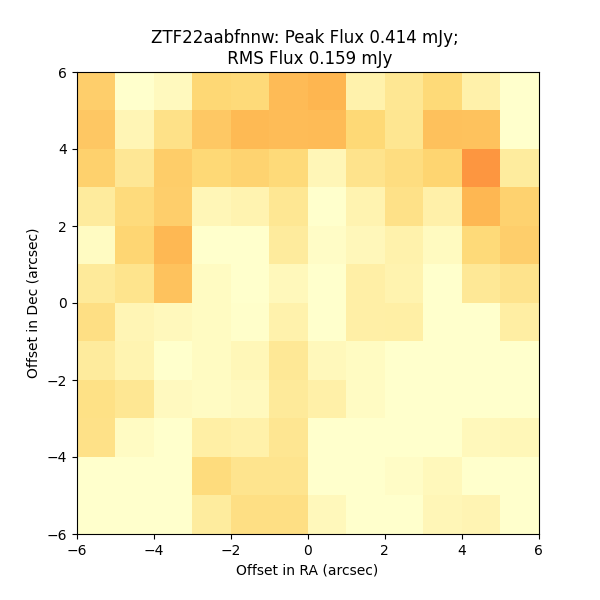 ZTF22aabfnnw: Peak Flux 0.414 mJy;
RMS Flux 0.159 mJy
6
4
2
0
−2
−4
−6
Offset in Dec (arcsec)
−6 −4 −2 0 2 4 6
Offset in RA (arcsec)